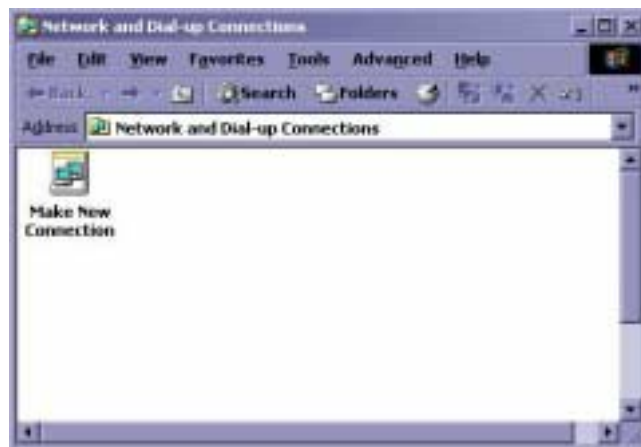 Network and Dial-up Connections
File Edit View Favorites Tools Advanced Help
Back Search Folders
Address Network and Dial-up Connections
Make New
Connection